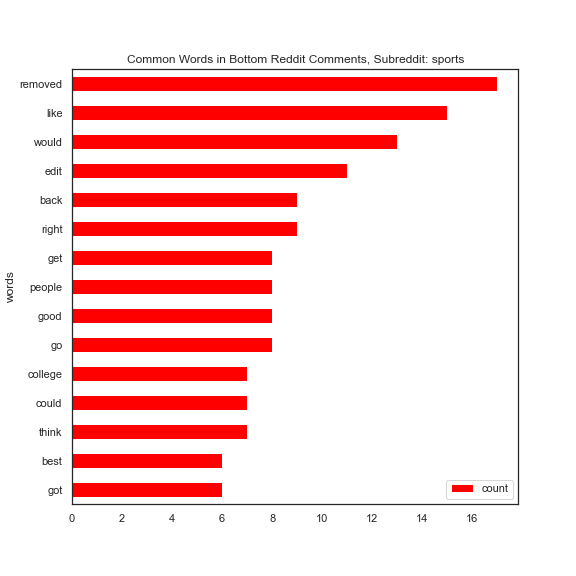 Common Words in Bottom Reddit Comments, Subreddit: sports
removed
like
would
edit
back
right
get
people
good
go
college
could
think
best
got
words
count
0 2 4 6 8 10 12 14 16